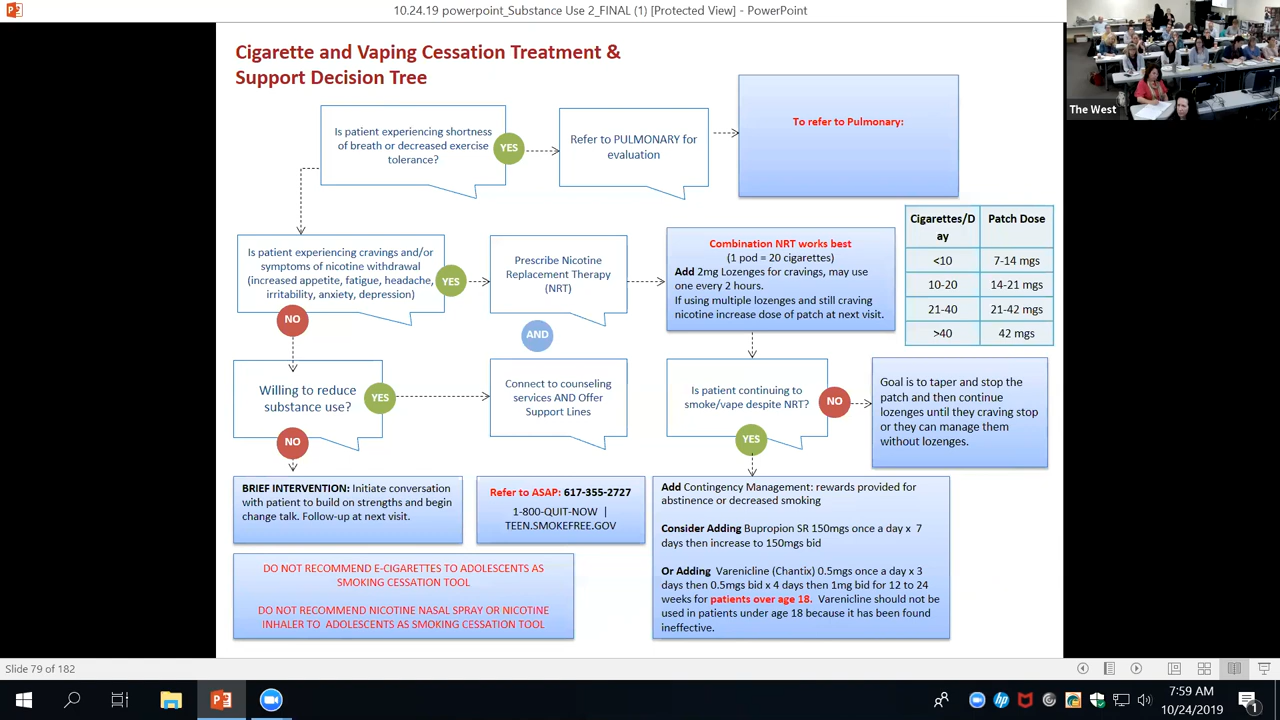 10.24.19 powerpoint_Substance Use 2_FINAL (1) [Protected View] - PowerPoint
The West
Cigarette and Vaping Cessation Treatment &
Support Decision Tree
Is patient experiencing shortness
of breath or decreased exercise
tolerance?
YES
Refer to PULMONARY for
evaluation
To refer to Pulmonary:
Is patient experiencing cravings and/or
symptoms of nicotine withdrawal
(increased appetite, fatigue, headache,
irritability, anxiety, depression)
YES
NO
Prescribe Nicotine
Replacement Therapy
(NRT)
AND
Combination NRT works best
(1 pod = 20 cigarettes)
Add 2mg Lozenges for cravings, may use
one every 2 hours.
If using multiple lozenges and still craving
nicotine increase dose of patch at next visit.
Cigarettes/D
ay
Patch Dose
<10 7-14 mgs
10-20 14-21 mgs
21-40 21-42 mgs
>40 42 mgs
Willing to reduce
substance use?
YES
NO
Connect to counseling
services AND Offer
Support Lines
Is patient continuing to
smoke/vape despite NRT?
NO
YES
Goal is to taper and stop the
patch and then continue
lozenges until they craving stop
or they can manage them
without lozenges.
BRIEF INTERVENTION: Initiate conversation
with patient to build on strengths and begin
change talk. Follow-up at next visit.
Refer to ASAP: 617-355-2727
1-800-QUIT-NOW |
TEEN.SMOKEFREE.GOV
Add Contingency Management: rewards provided for
abstinence or decreased smoking
Consider Adding Bupropion SR 150mgs once a day x 7
days then increase to 150mgs bid
Or Adding Varenicline (Chantix) 0.5mgs once a day x 3
days then 0.5mgs bid x 4 days then 1mg bid for 12 to 24
weeks for patients over age 18. Varenicline should not be
used in patients under age 18 because it has been found
ineffective.
DO NOT RECOMMEND E-CIGARETTES TO ADOLESCENTS AS
SMOKING CESSATION TOOL
DO NOT RECOMMEND NICOTINE NASAL SPRAY OR NICOTINE
INHALER TO ADOLESCENTS AS SMOKING CESSATION TOOL
Slide 79 of 182
7:59 AM
10/24/2019
1